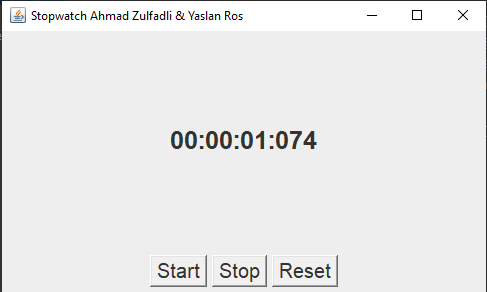 Stopwatch Ahmad Zulfadli & Yaslan Ros
00:00:01:074
Start Stop Reset